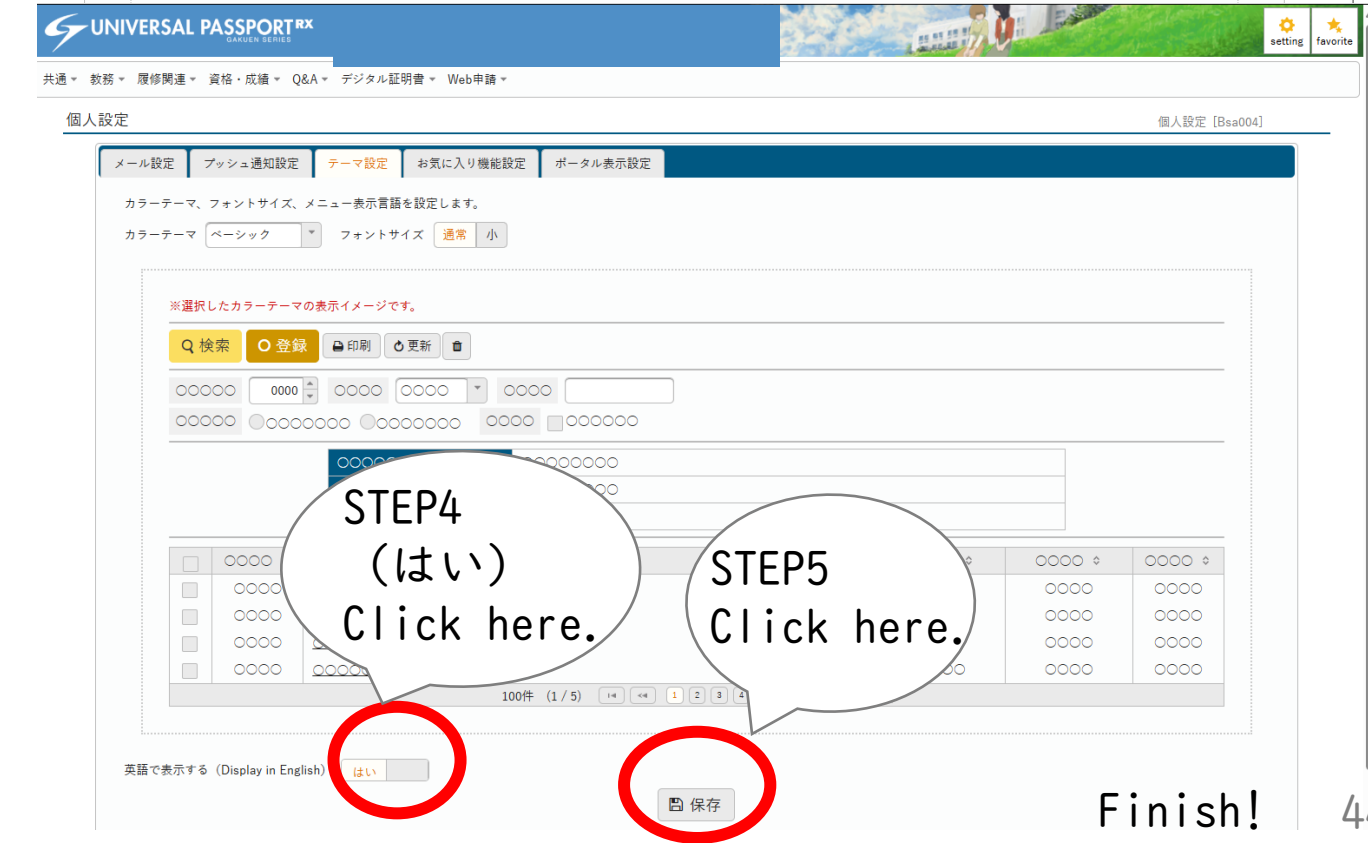 UNIVERSAL PASSPORT RX
GAKUEN SERIES
setting favorite
共通 教務 履修関連 資格・成績 Q&A デジタル証明書 Web申請
個人設定
個人設定 [Bsa004]
メール設定 プッシュ通知設定 テーマ設定 お気に入り機能設定 ポータル表示設定
カラーテーマ、フォントサイズ、メニュー表示言語を設定します。
カラーテーマ ベーシック フォントサイズ 通常 小
※選択したカラーテーマの表示イメージです。
検索 登録 印刷 更新
○○○○○ 0000 ○○○○ ○○○○ ○○○○
○○○○○ ○○○○○○○ ○○○○○○○ ○○○○ ○○○○○○
STEP4
(はい)
Click here.
STEP5
Click here.
○○○○ ○○○○ ○○○○
○○○○ ○○○○ ○○○○
○○○○ ○○○○ ○○○○
○○○○ ○○○○ ○○○○
○○○○ ○○○○ ○○○○
100件 (1 / 5) 1 2 3 4
英語で表示する (Display in English) はい
保存
Finish!